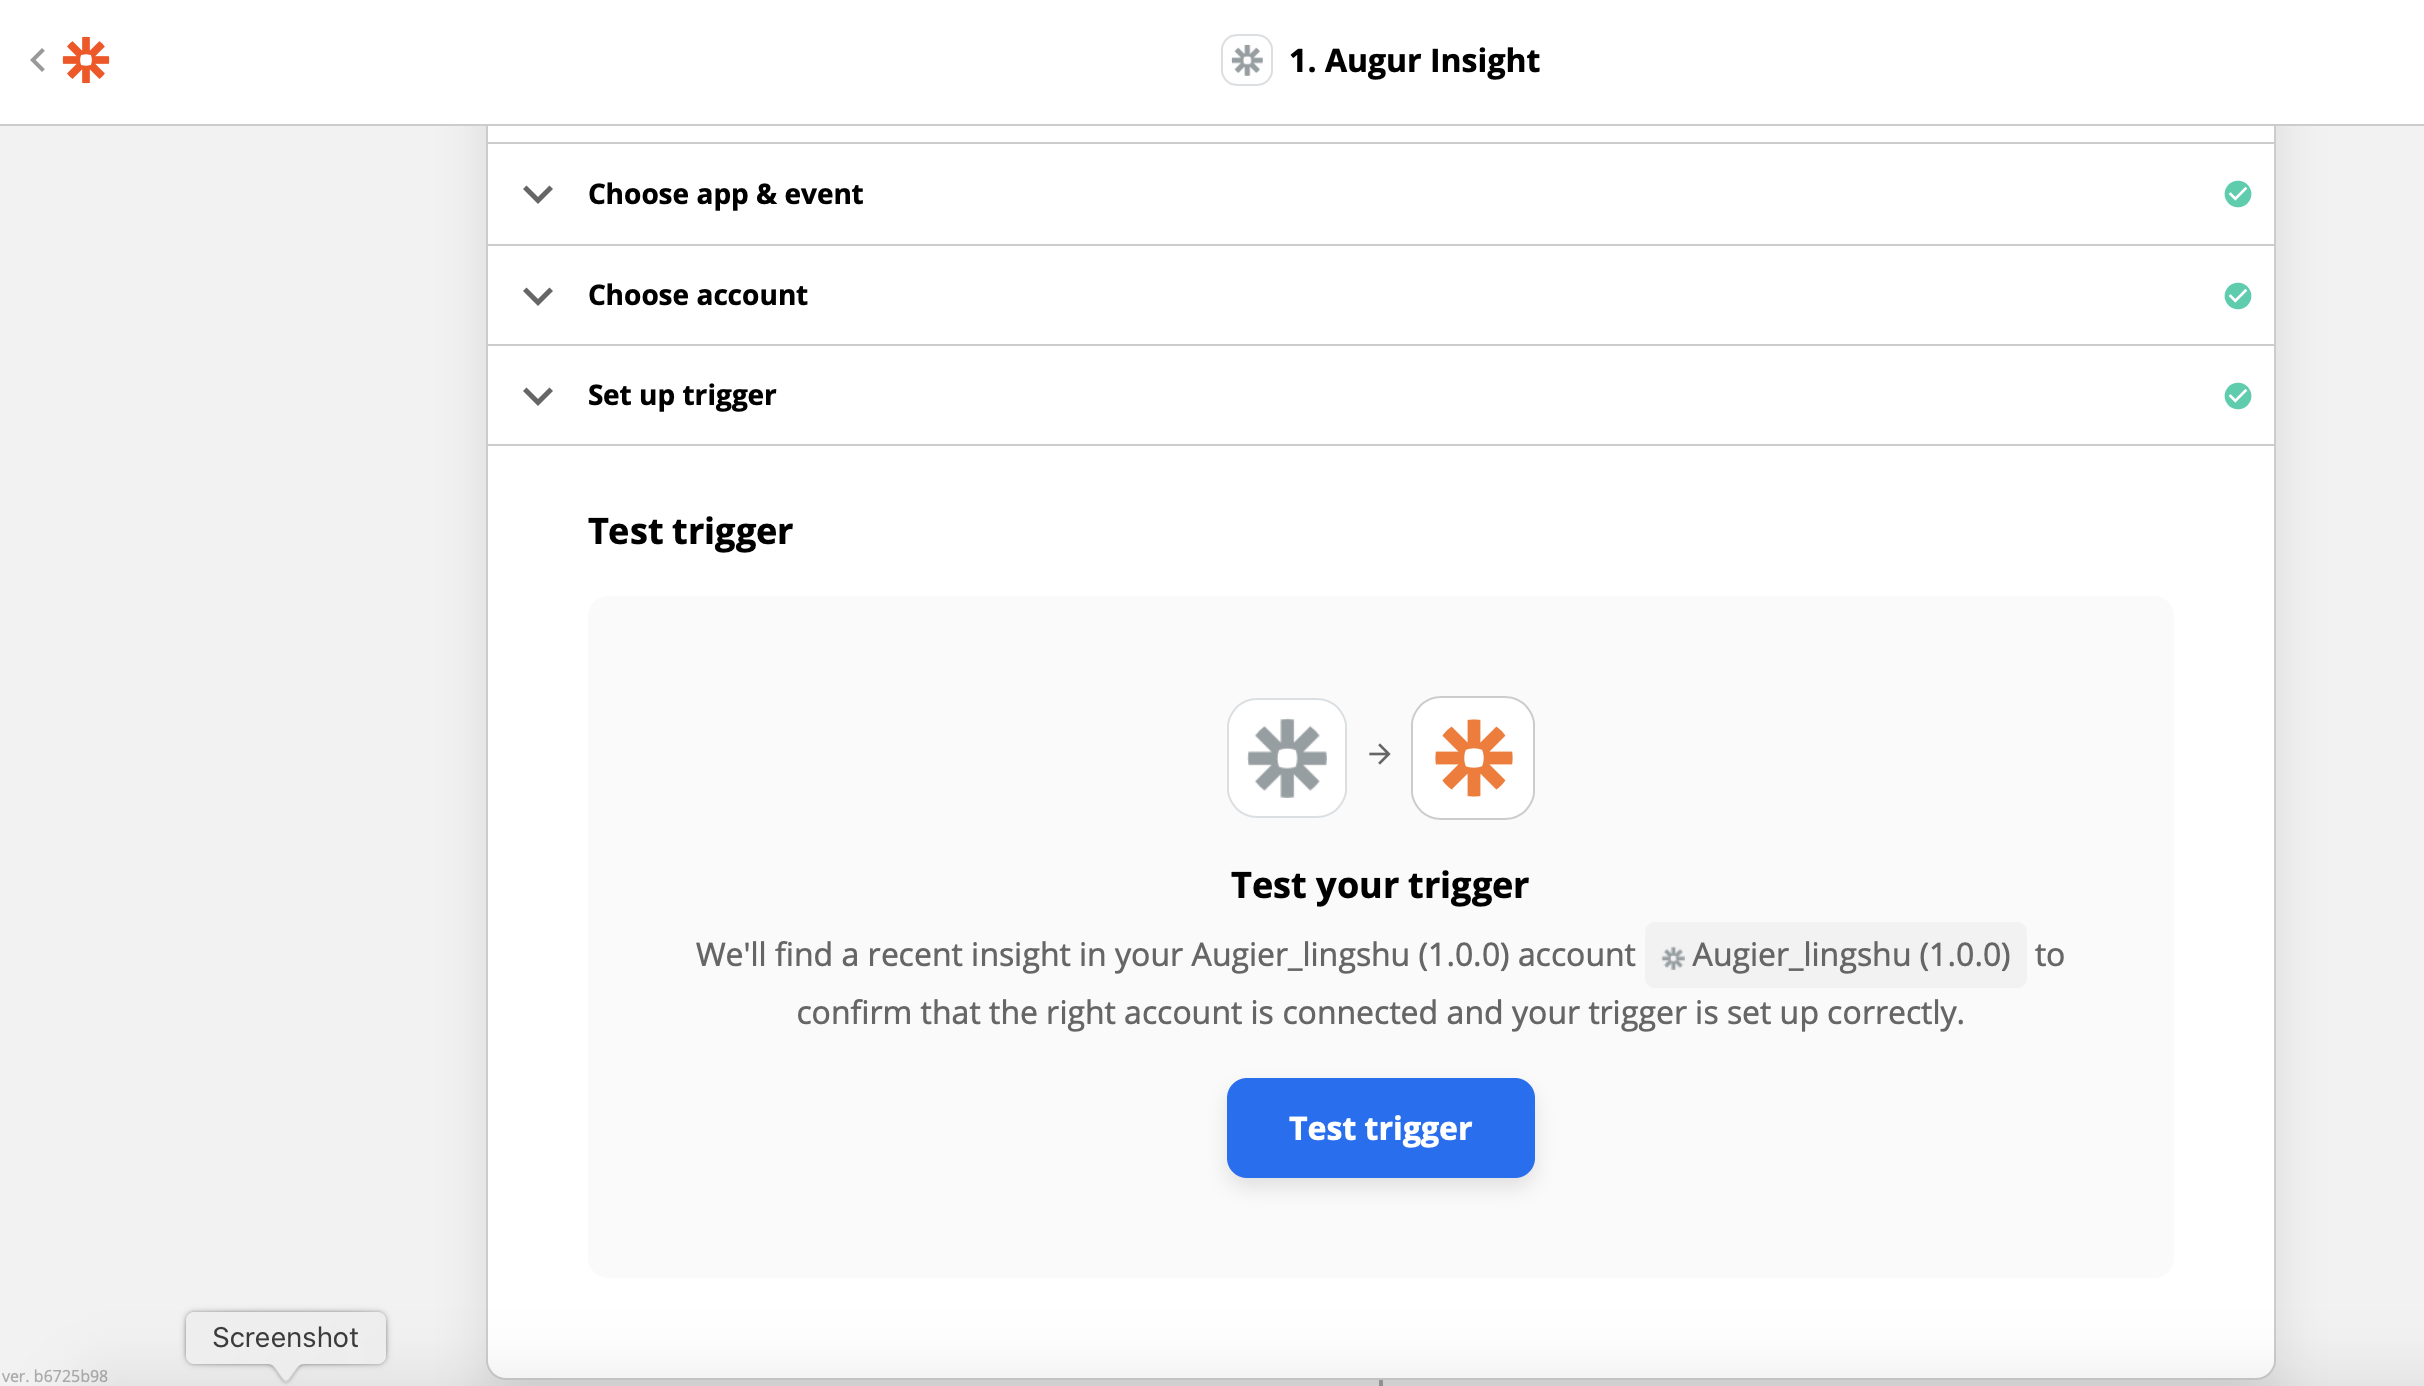 1. Augur Insight
Choose app & event
Choose account
Set up trigger
Test trigger
Test your trigger
We'll find a recent insight in your Augier_lingshu (1.0.0) account Augier_lingshu (1.0.0) to
confirm that the right account is connected and your trigger is set up correctly.
Test trigger
Screenshot
ver. b6725b98